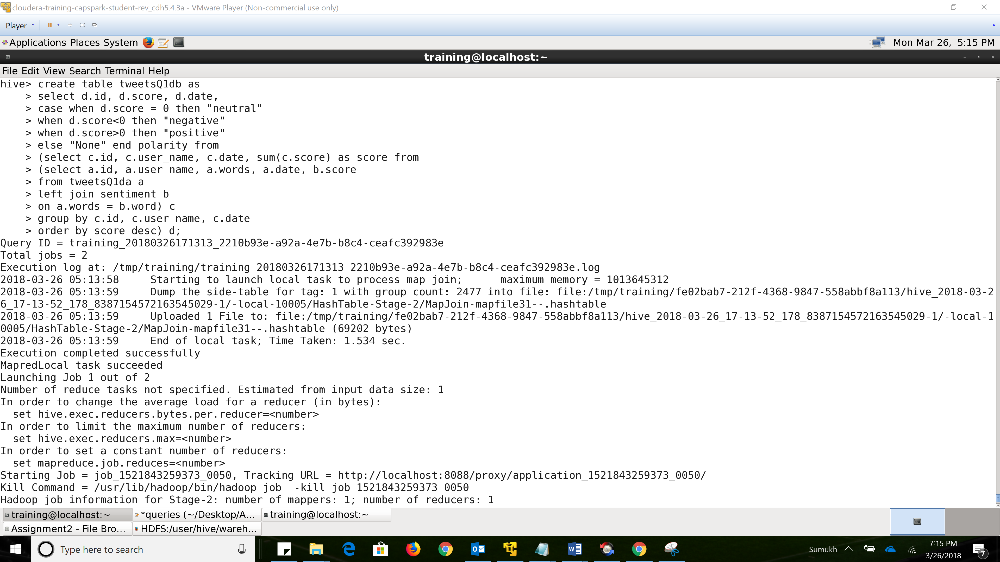 cloudera-training-capspark-student-rev_cdh5.4.3a - VMware Player (Non-commercial use only)
Player
Applications Places System
Mon Mar 26, 5:15 PM
training@localhost:~
File Edit View Search Terminal Help
hive> create table tweetsQ1db as
    > select d.id, d.score, d.date,
    > case when d.score = 0 then "neutral"
    > when d.score<0 then "negative"
    > when d.score>0 then "positive"
    > else "None" end polarity from
    > (select c.id, c.user_name, c.date, sum(c.score) as score from
    > (select a.id, a.user_name, a.words, a.date, b.score
    > from tweetsQ1da a
    > left join sentiment b
    > on a.words = b.word) c
    > group by c.id, c.user_name, c.date
    > order by score desc) d;
Query ID = training_20180326171313_2210b93e-a92a-4e7b-b8c4-ceafc392983e
Total jobs = 2
Execution log at: /tmp/training/training_20180326171313_2210b93e-a92a-4e7b-b8c4-ceafc392983e.log
2018-03-26 05:13:58     Starting to launch local task to process map join;      maximum memory = 1013645312
2018-03-26 05:13:59     Dump the side-table for tag: 1 with group count: 2477 into file: file:/tmp/training/fe02bab7-212f-4368-9847-558abbf8a113/hive_2018-03-2
6_17-13-52_178_8387154572163545029-1/-local-10005/HashTable-Stage-2/MapJoin-mapfile31--.hashtable
2018-03-26 05:13:59     Uploaded 1 File to: file:/tmp/training/fe02bab7-212f-4368-9847-558abbf8a113/hive_2018-03-26_17-13-52_178_8387154572163545029-1/-local-1
0005/HashTable-Stage-2/MapJoin-mapfile31--.hashtable (69202 bytes)
2018-03-26 05:13:59     End of local task; Time Taken: 1.534 sec.
Execution completed successfully
MapredLocal task succeeded
Launching Job 1 out of 2
Number of reduce tasks not specified. Estimated from input data size: 1
In order to change the average load for a reducer (in bytes):
  set hive.exec.reducers.bytes.per.reducer=<number>
In order to limit the maximum number of reducers:
  set hive.exec.reducers.max=<number>
In order to set a constant number of reducers:
  set mapreduce.job.reduces=<number>
Starting Job = job_1521843259373_0050, Tracking URL = http://localhost:8088/proxy/application_1521843259373_0050/
Kill Command = /usr/lib/hadoop/bin/hadoop job  -kill job_1521843259373_0050
Hadoop job information for Stage-2: number of mappers: 1; number of reducers: 1
training@localhost:~
*queries (~/Desktop/A...
training@localhost:~
Assignment2 - File Bro...
HDFS:/user/hive/wareh...
Type here to search
Sumukh
7:15 PM
3/26/2018
7